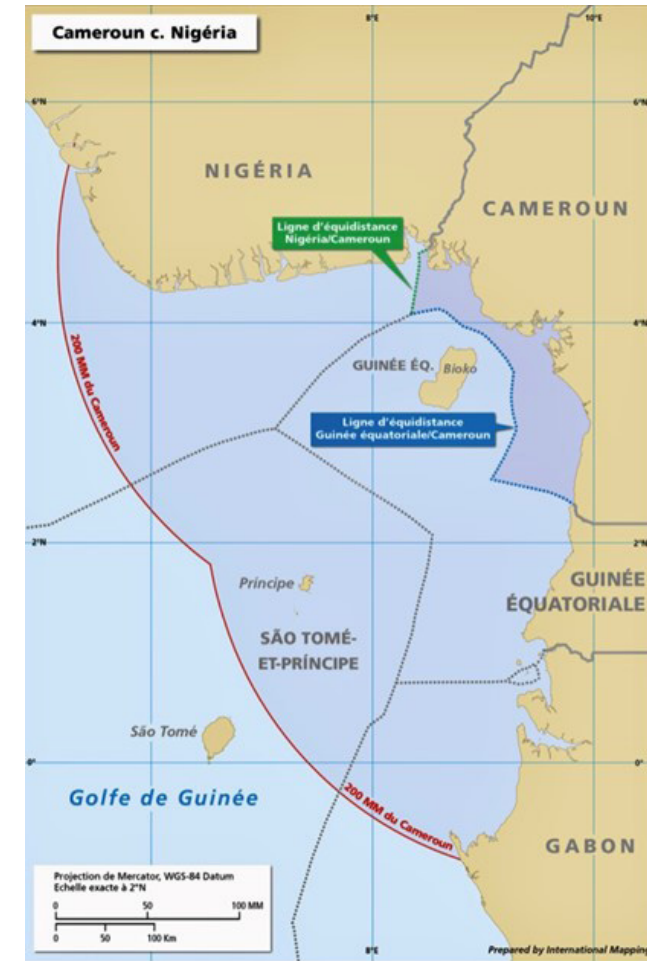 Cameroun c. Nigéria
8°E
10°E
6°N
6°N
NIGÉRIA
CAMEROUN
Ligne d'équidistance
Nigéria/Cameroun
4°N
4°N
200 MM du Cameroun
GUINÉE ÉQ.
Bioko
Ligne d'équidistance
Guinée équatoriale/Cameroun
2°N
2°N
Príncipe
GUINÉE
ÉQUATORIALE
SÃO TOMÉ-
ET-PRÍNCIPE
São Tomé
0°
0°
Golfe de Guinée
200 MM du Cameroun
GABON
Projection de Mercator, WGS-84 Datum
Echelle exacte à 2°N
0 50 100 MM
0 50 100 Km
8°E
Prepared by International Mapping